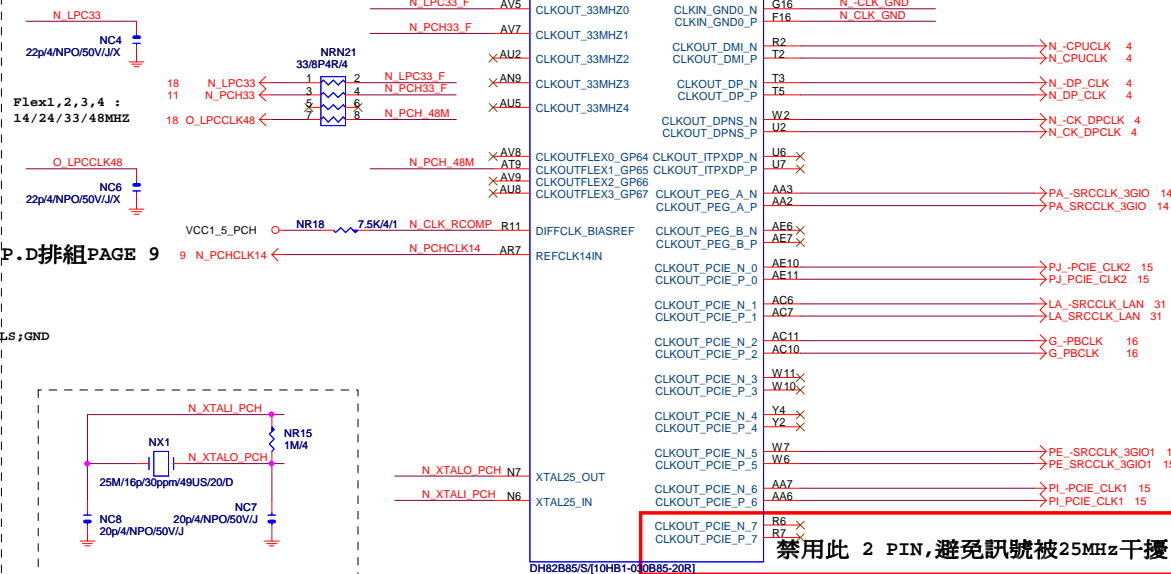 N_LPC33
NC4
22p/4/NPO/50V/J/X
Flex1,2,3,4 :
14/24/33/48MHZ
NRN21
33/8P4R/4
18 N_LPC33 1 2 N_LPC33_F
11 N_PCH33 3 4 N_PCH33_F
5 6
18 O_LPCCLK48 7 8 N_PCH_48M
O_LPCCLK48
NC6
22p/4/NPO/50V/J/X
N_PCH_48M
VCC1_5_PCH NR18 7.5K/4/1 N_CLK_RCOMP R11 DIFFCLK_BIASREF
P.D排組PAGE 9
9 N_PCHCLK14 N_PCHCLK14 AR7 REFCLK14IN
LS;GND
N_XTALI_PCH
NR15
1M/4
NX1
N_XTALO_PCH
25M/16p/30ppm/49US/20/D
NC8
20p/4/NPO/50V/J
NC7
20p/4/NPO/50V/J
N_LPC33_F AV5 CLKOUT_33MHZ0
N_PCH33_F AV7 CLKOUT_33MHZ1
AU2 CLKOUT_33MHZ2
AN9 CLKOUT_33MHZ3
AU5 CLKOUT_33MHZ4
AV8 CLKOUTFLEX0_GP64
AT9 CLKOUTFLEX1_GP65
AV9 CLKOUTFLEX2_GP66
AU8 CLKOUTFLEX3_GP67
N_XTALO_PCH N7 XTAL25_OUT
N_XTALI_PCH N6 XTAL25_IN
CLKIN_GND0_N G16 N_-CLK_GND
CLKIN_GND0_P F16 N_CLK_GND
CLKOUT_DMI_N R2 N_-CPUCLK 4
CLKOUT_DMI_P T2 N_CPUCLK 4
CLKOUT_DP_N T3 N_-DP_CLK 4
CLKOUT_DP_P T5 N_DP_CLK 4
CLKOUT_DPNS_N W2 N_-CK_DPCLK 4
CLKOUT_DPNS_P U2 N_CK_DPCLK 4
CLKOUT_ITPXDP_N U6
CLKOUT_ITPXDP_P U7
CLKOUT_PEG_A_N AA3 PA_-SRCCLK_3GIO 14
CLKOUT_PEG_A_P AA2 PA_SRCCLK_3GIO 14
CLKOUT_PEG_B_N AE6
CLKOUT_PEG_B_P AE7
CLKOUT_PCIE_N_0 AE10 PJ_-PCIE_CLK2 15
CLKOUT_PCIE_P_0 AE11 PJ_PCIE_CLK2 15
CLKOUT_PCIE_N_1 AC6 LA_-SRCCLK_LAN 31
CLKOUT_PCIE_P_1 AC7 LA_SRCCLK_LAN 31
CLKOUT_PCIE_N_2 AC11 G_-PBCLK 16
CLKOUT_PCIE_P_2 AC10 G_PBCLK 16
CLKOUT_PCIE_N_3 W11
CLKOUT_PCIE_P_3 W10
CLKOUT_PCIE_N_4 Y4
CLKOUT_PCIE_P_4 Y2
CLKOUT_PCIE_N_5 W7 PE_-SRCCLK_3GIO1
CLKOUT_PCIE_P_5 W6 PE_SRCCLK_3GIO1
CLKOUT_PCIE_N_6 AA7 PI_-PCIE_CLK1 15
CLKOUT_PCIE_P_6 AA6 PI_PCIE_CLK1 15
CLKOUT_PCIE_N_7 R6
CLKOUT_PCIE_P_7 R7
禁用此 2 PIN,避免訊號被25MHz干擾
DH82B85/S/[10HB1-030B85-20R]